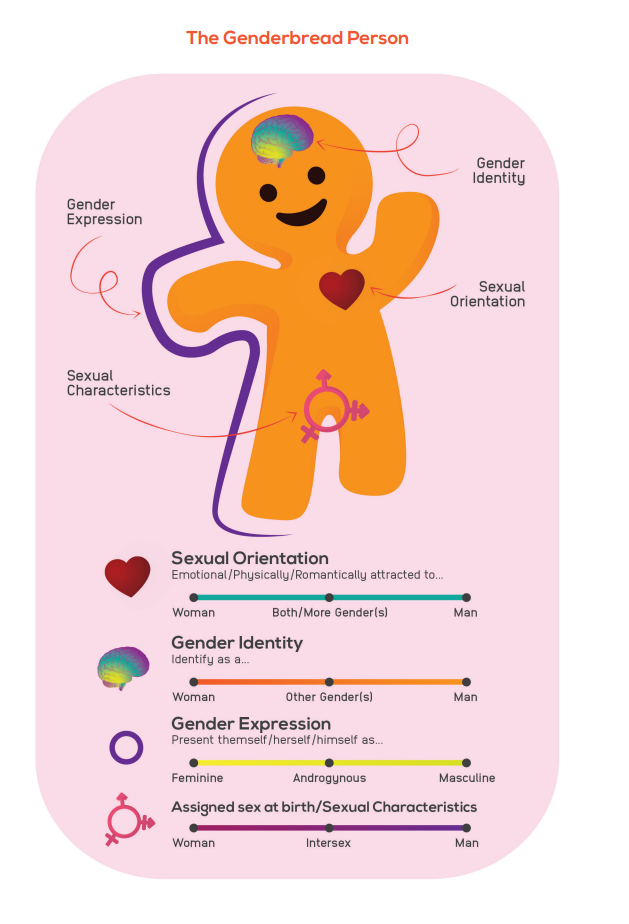 The Genderbread Person
Gender
Identity
Gender
Expression
Sexual
Orientation
Sexual
Characteristics
Sexual Orientation
Emotional/Physically/Romantically attracted to...
Woman Both/More Gender(s) Man
Gender Identity
Identify as a...
Woman Other Gender(s) Man
Gender Expression
Present themself/herself/himself as...
Feminine Androgynous Masculine
Assigned sex at birth/Sexual Characteristics
Woman Intersex Man